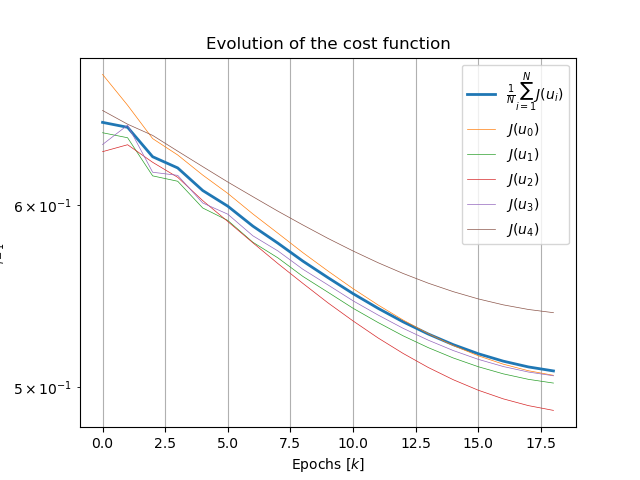 Evolution of the cost function
$\frac{1}{N}\sum_{i=1}^{N} J(u_i)$
$J(u_0)$
$J(u_1)$
$J(u_2)$
$J(u_3)$
$J(u_4)$
$6 \times 10^{-1}$
$5 \times 10^{-1}$
0.0 2.5 5.0 7.5 10.0 12.5 15.0 17.5
Epochs [$k$]